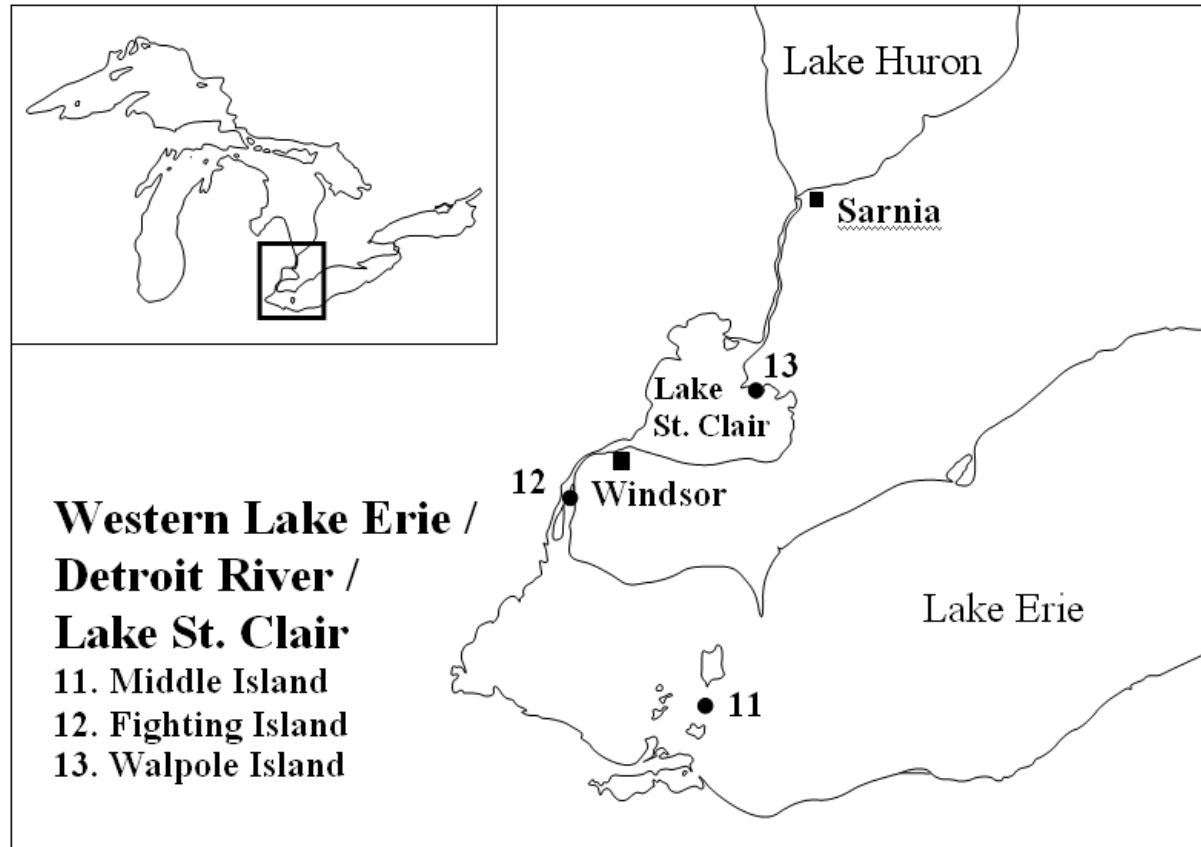 Lake Huron
Sarnia
13
Lake
St. Clair
12
Windsor
Western Lake Erie /
Detroit River /
Lake St. Clair
11. Middle Island
12. Fighting Island
13. Walpole Island
Lake Erie
11